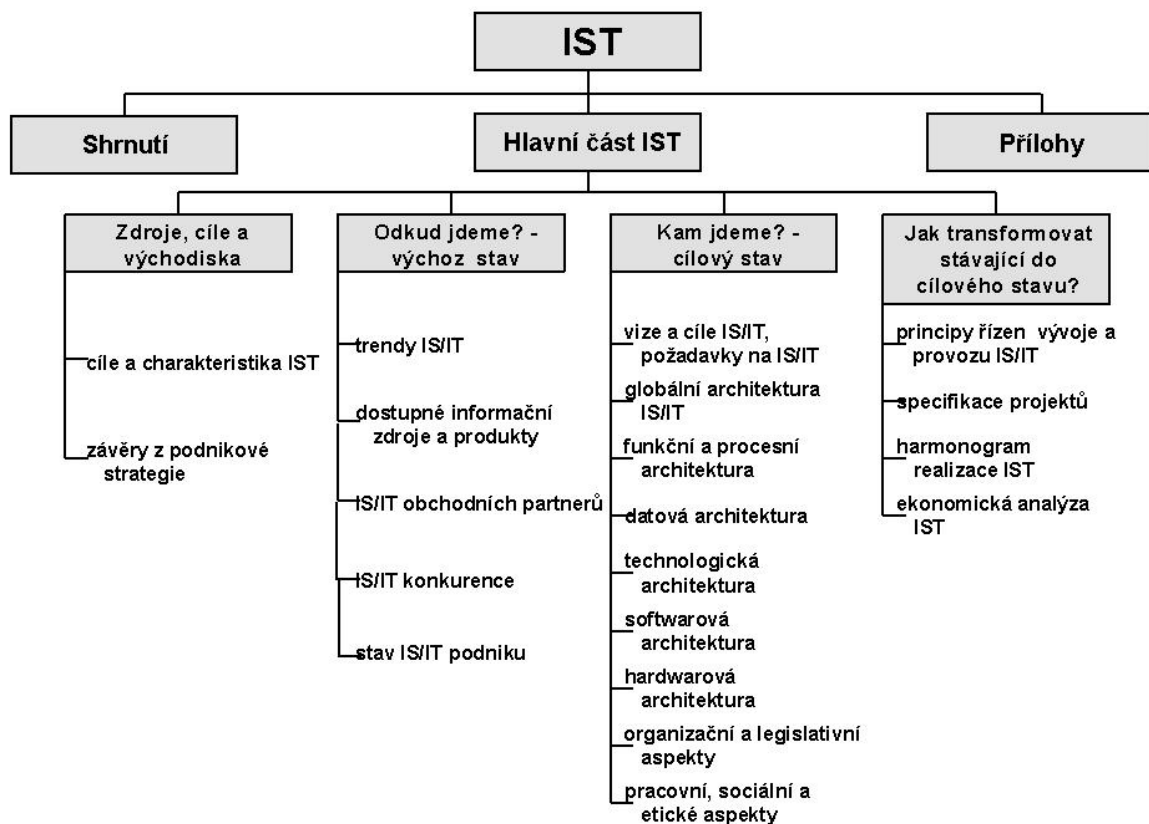 IST
Shrnutí
Hlavní část IST
Přílohy
Zdroje, cíle a
východiska
cíle a charakteristika IST
závěry z podnikové
strategie
Odkud jdeme? -
výchoz stav
trendy IS/IT
dostupné informační
zdroje a produkty
IS/IT obchodních partnerů
IS/IT konkurence
stav IS/IT podniku
Kam jdeme? -
cílový stav
vize a cíle IS/IT,
požadavky na IS/IT
globální architektura
IS/IT
funkční a procesní
architektura
datová architektura
technologická
architektura
softwarová
architektura
hardwarová
architektura
organizační a legislativní
aspekty
pracovní, sociální a
etické aspekty
Jak transformovat
stávající do
cílového stavu?
principy řízen vývoje a
provozu IS/IT
specifikace projektů
harmonogram
realizace IST
ekonomická analýza
IST